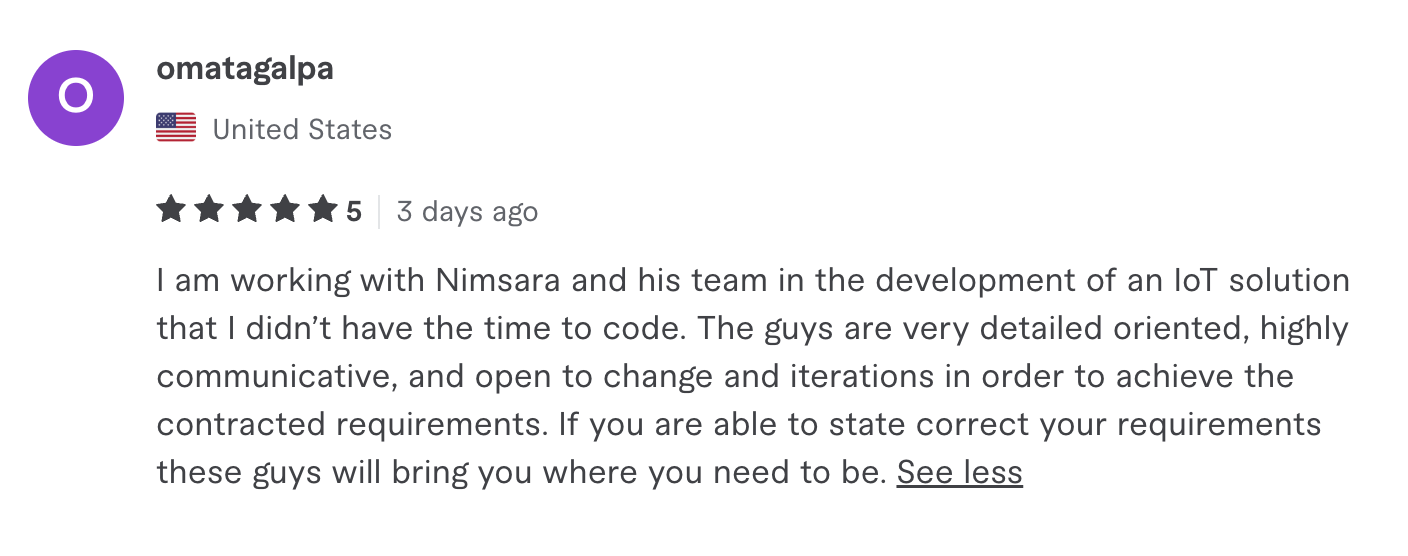 O
omatagalpa
United States
5
3 days ago
I am working with Nimsara and his team in the development of an IoT solution
that I didn’t have the time to code. The guys are very detailed oriented, highly
communicative, and open to change and iterations in order to achieve the
contracted requirements. If you are able to state correct your requirements
these guys will bring you where you need to be. See less